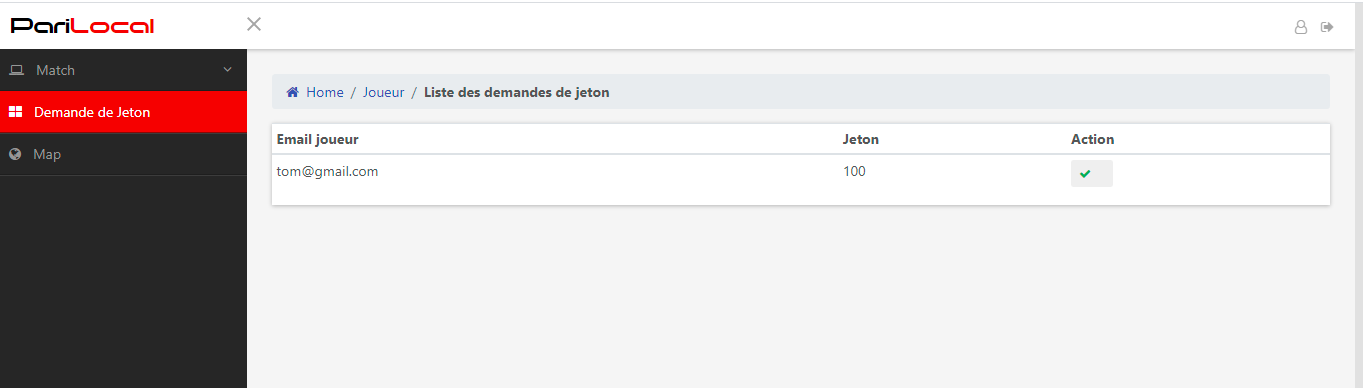 PariLocal
Match
Demande de Jeton
Map
Home / Joueur / Liste des demandes de jeton
Email joueur Jeton Action
tom@gmail.com 100